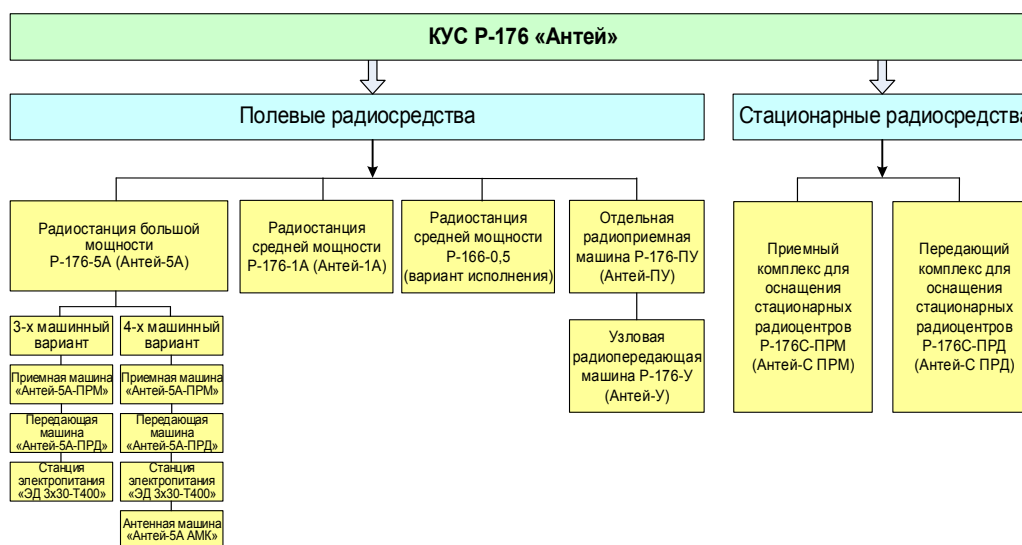 КУС Р-176 «Антей»
Полевые радиосредства
Стационарные радиосредства
Радиостанция большой
мощности
Р-176-5А (Антей-5А)
3-х машинный
вариант
Приемная машина
«Антей-5А-ПРМ»
Передающая
машина
«Антей-5А-ПРД»
Станция
электропитания
«ЭД 3х30-Т400»
4-х машинный
вариант
Приемная машина
«Антей-5А-ПРМ»
Передающая
машина
«Антей-5А-ПРД»
Станция
электропитания
«ЭД 3х30-Т400»
Антенная машина
«Антей-5А АМК»
Радиостанция
средней мощности
Р-176-1А (Антей-1А)
Радиостанция
средней мощности
Р-166-0,5
(вариант исполнения)
Отдельная
радиоприемная
машина Р-176-ПУ
(Антей-ПУ)
Узловая
радиопередающая
машина Р-176-У
(Антей-У)
Приемный
комплекс для
оснащения
стационарных
радиоцентров
Р-176С-ПРМ
(Антей-С ПРМ)
Передающий
комплекс для
оснащения
стационарных
радиоцентров
Р-176С-ПРД
(Антей-С ПРД)